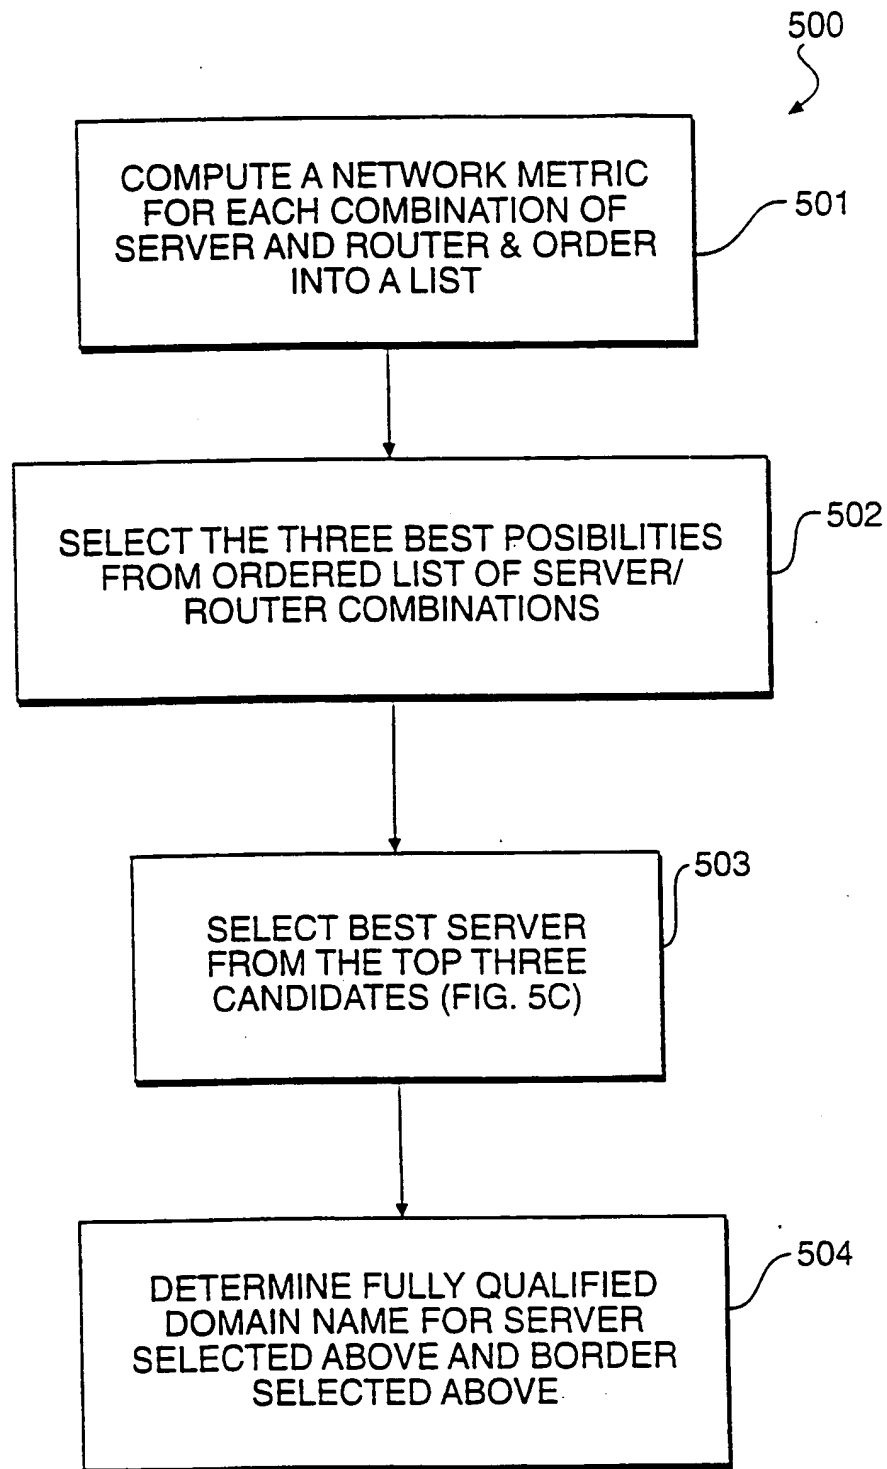 500
COMPUTE A NETWORK METRIC
FOR EACH COMBINATION OF
SERVER AND ROUTER & ORDER
INTO A LIST
501
SELECT THE THREE BEST POSIBILITIES
FROM ORDERED LIST OF SERVER/
ROUTER COMBINATIONS
502
SELECT BEST SERVER
FROM THE TOP THREE
CANDIDATES (FIG. 5C)
503
DETERMINE FULLY QUALIFIED
DOMAIN NAME FOR SERVER
SELECTED ABOVE AND BORDER
SELECTED ABOVE
504